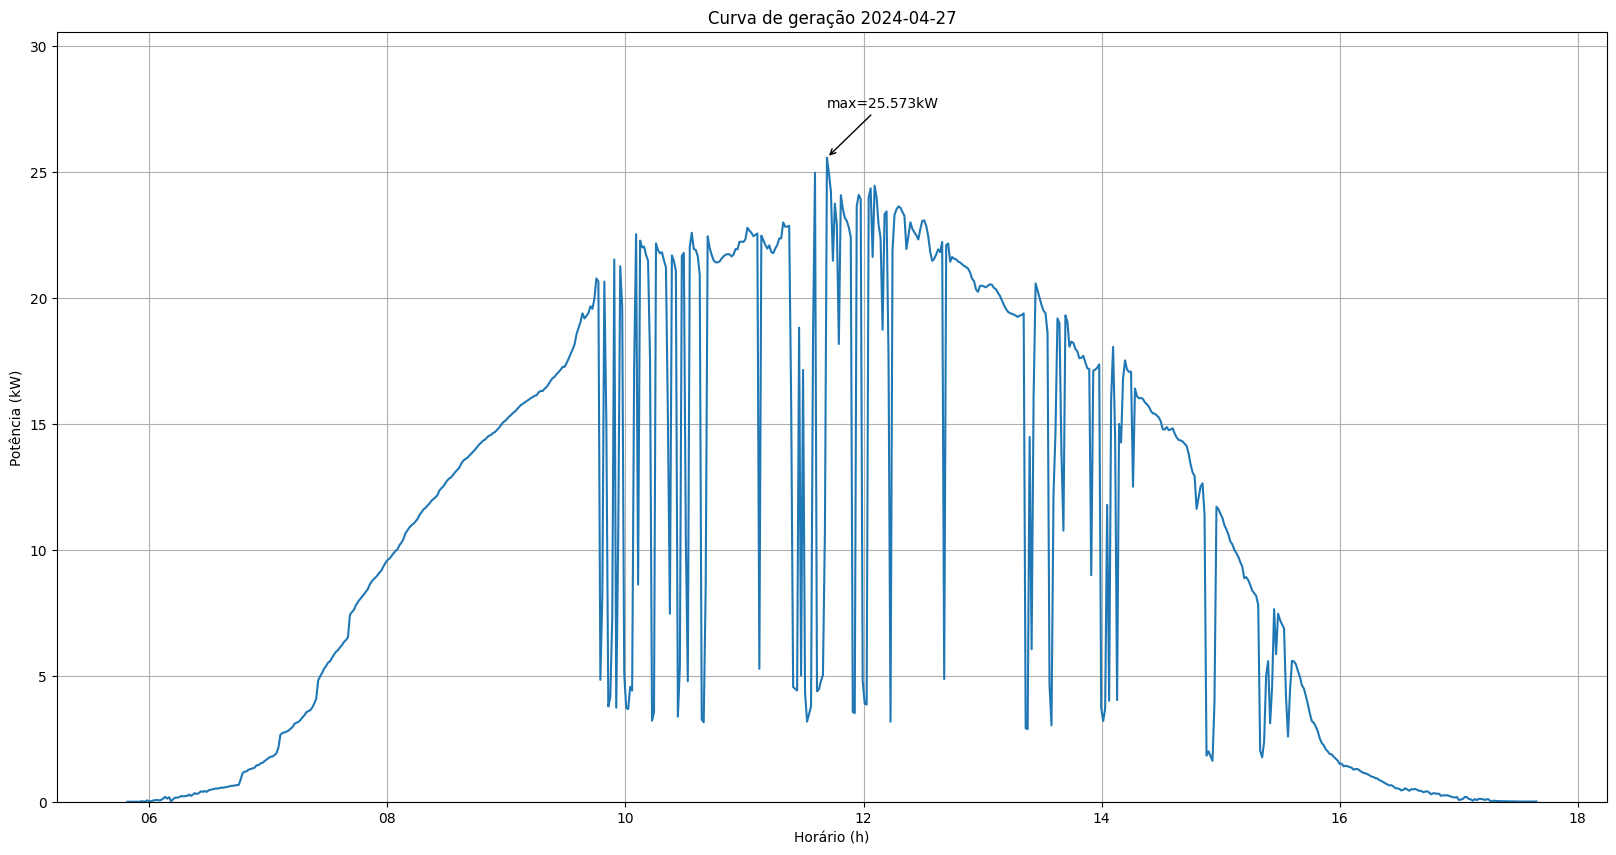 Curva de geração 2024-04-27
30
max=25.573kW
25
20
15
10
5
0
Potência (kW)
06 08 10 12 14 16 18
Horário (h)